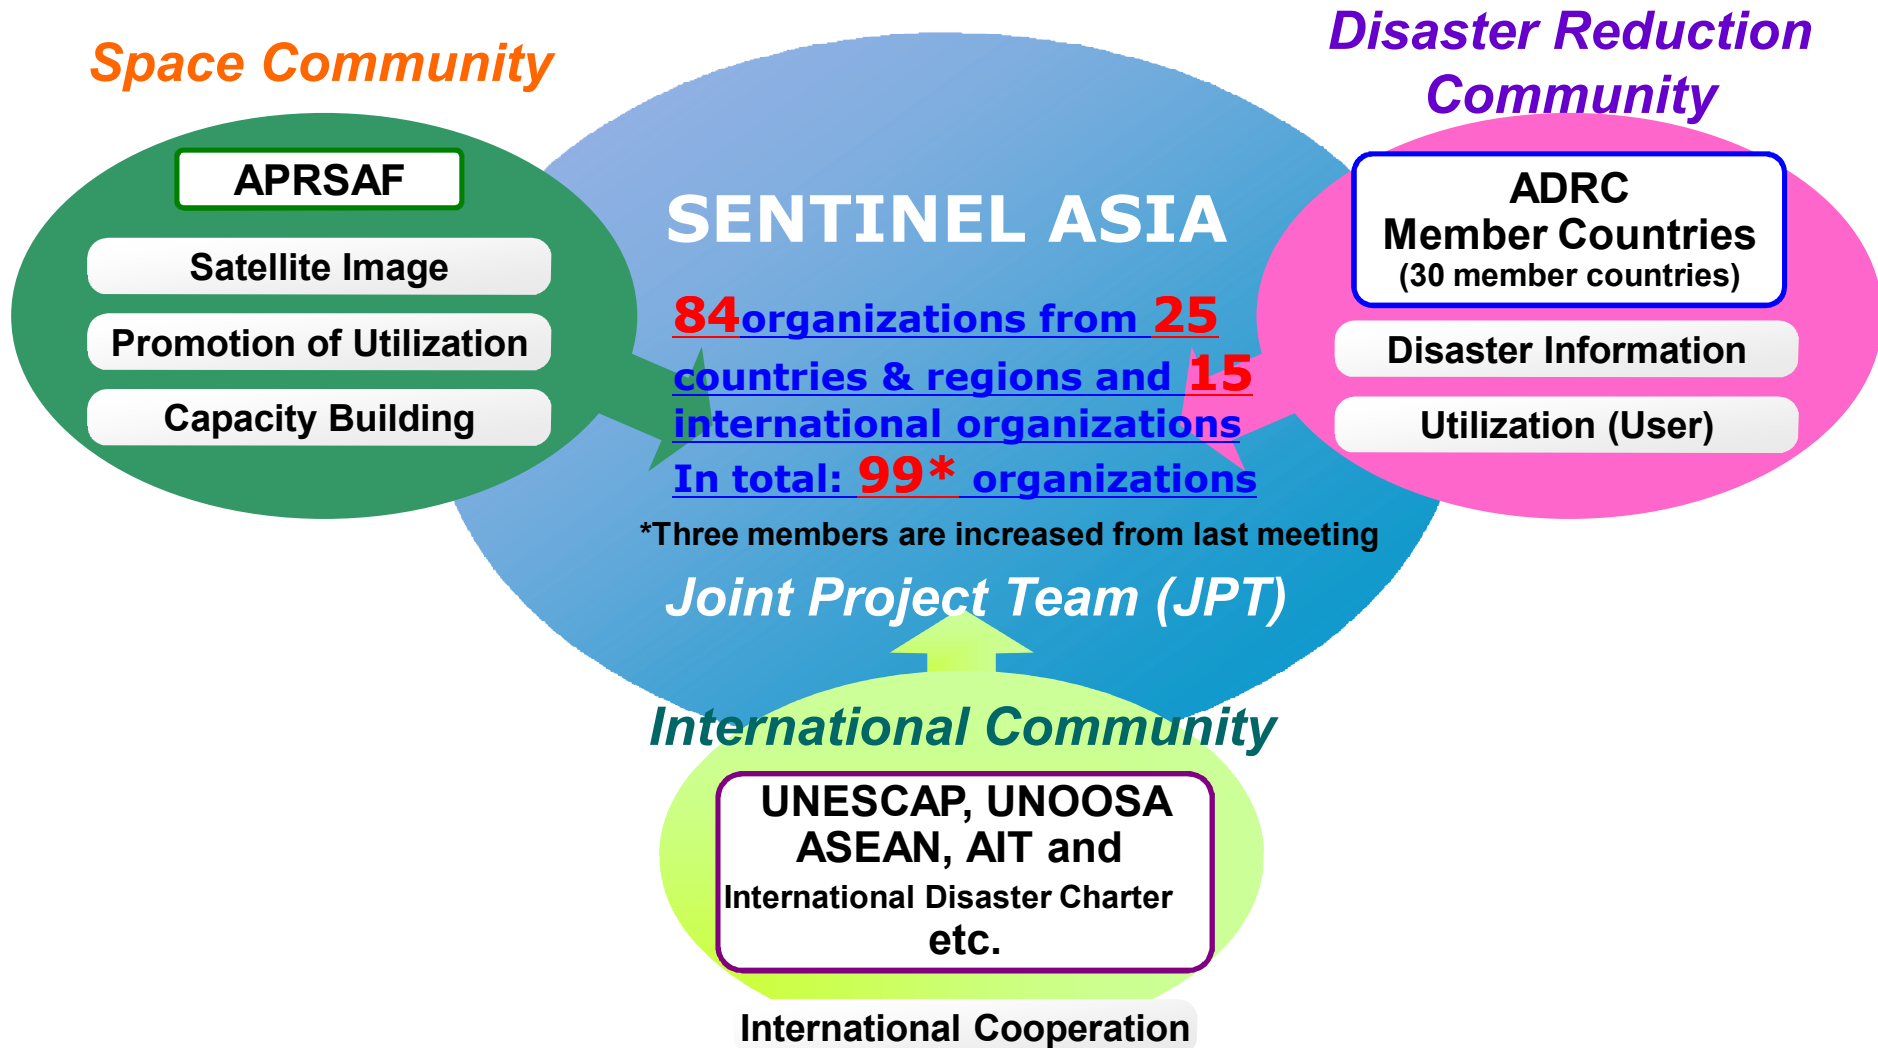 Space Community
APRSAF
Satellite Image
Promotion of Utilization
Capacity Building
SENTINEL ASIA
84organizations from 25
countries & regions and 15
international organizations
In total: 99* organizations
*Three members are increased from last meeting
Joint Project Team (JPT)
Disaster Reduction
Community
ADRC
Member Countries
(30 member countries)
Disaster Information
Utilization (User)
International Community
UNESCAP, UNOOSA
ASEAN, AIT and
International Disaster Charter
etc.
International Cooperation